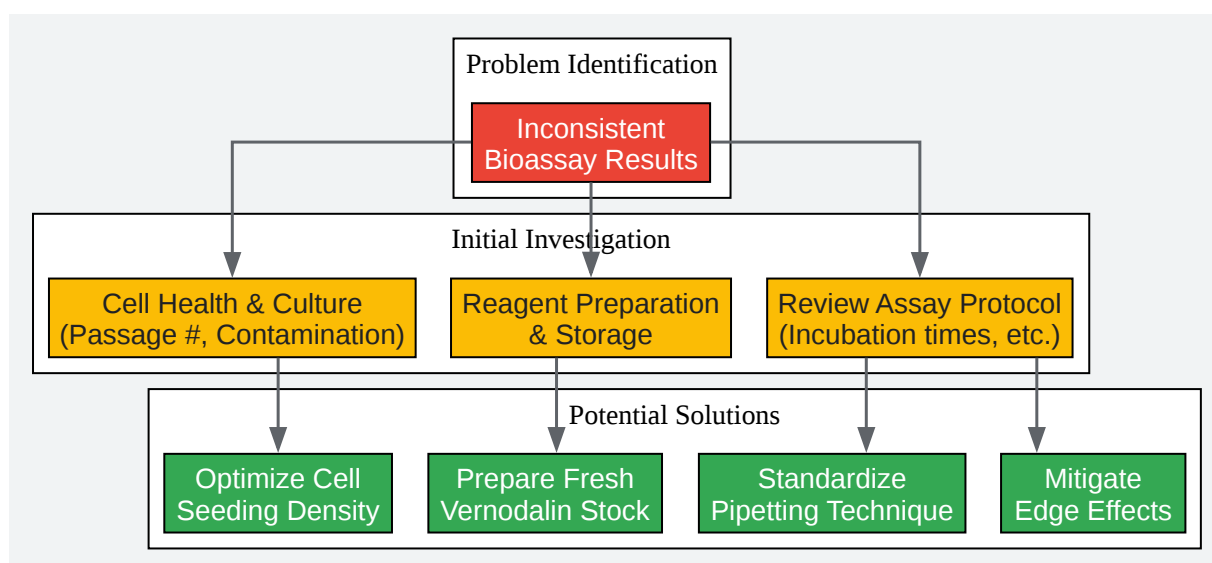 Problem Identification
Inconsistent
Bioassay Results
Initial Investigation
Cell Health & Culture
(Passage #, Contamination)
Reagent Preparation
& Storage
Review Assay Protocol
(Incubation times, etc.)
Potential Solutions
Optimize Cell
Seeding Density
Prepare Fresh
Vernodalin Stock
Standardize
Pipetting Technique
Mitigate
Edge Effects